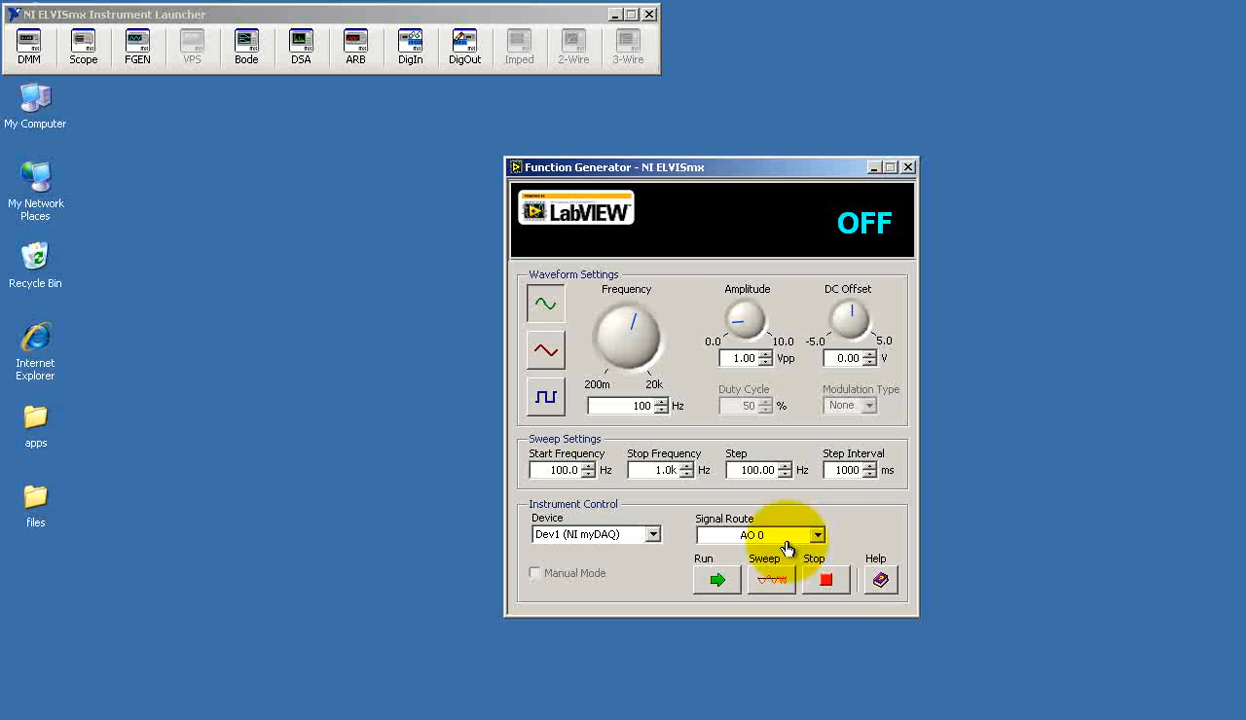 NI ELVISmx Instrument Launcher
DMM Scope FGEN VPS Bode DSA ARB DigIn DigOut Imped 2-Wire 3-Wire
My Computer
My Network
Places
Recycle Bin
Internet
Explorer
apps
files
Function Generator - NI ELVISmx
LabVIEW
OFF
Waveform Settings
Frequency Amplitude DC Offset
0.0 10.0 -5.0 5.0
1.00 Vpp 0.00 V
200m 20k Duty Cycle Modulation Type
100 Hz 50 % None
Sweep Settings
Start Frequency Stop Frequency Step Step Interval
100.0 Hz 1.0k Hz 100.00 Hz 1000 ms
Instrument Control
Device Signal Route
Dev1 (NI myDAQ) AO 0
Run Sweep Stop Help
Manual Mode